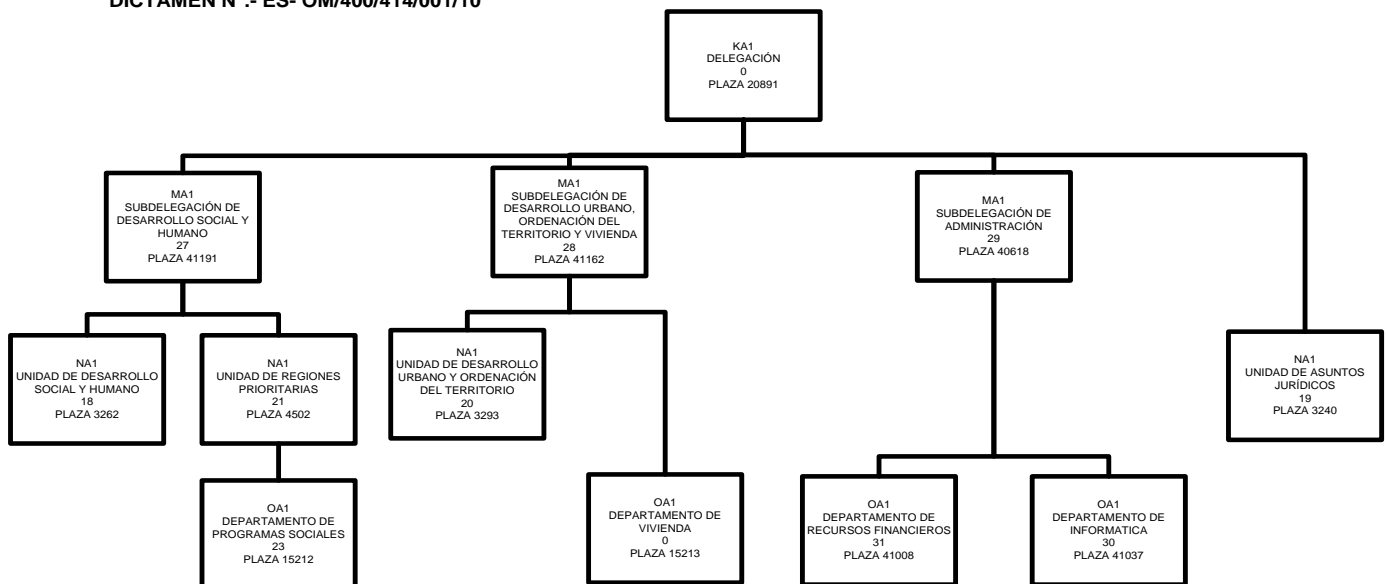 DICTAMEN N°.- ES- OM/400/414/001/10
KA1
DELEGACIÓN
0
PLAZA 20891
MA1
SUBDELEGACIÓN DE
DESARROLLO SOCIAL Y
HUMANO
27
PLAZA 41191
MA1
SUBDELEGACIÓN DE
DESARROLLO URBANO,
ORDENACIÓN DEL
TERRITORIO Y VIVIENDA
28
PLAZA 41162
MA1
SUBDELEGACIÓN DE
ADMINISTRACIÓN
29
PLAZA 40618
NA1
UNIDAD DE DESARROLLO
SOCIAL Y HUMANO
18
PLAZA 3262
NA1
UNIDAD DE REGIONES
PRIORITARIAS
21
PLAZA 4502
NA1
UNIDAD DE DESARROLLO
URBANO Y ORDENACIÓN
DEL TERRITORIO
20
PLAZA 3293
NA1
UNIDAD DE ASUNTOS
JURÍDICOS
19
PLAZA 3240
OA1
DEPARTAMENTO DE
PROGRAMAS SOCIALES
23
PLAZA 15212
OA1
DEPARTAMENTO DE
VIVIENDA
0
PLAZA 15213
OA1
DEPARTAMENTO DE
RECURSOS FINANCIEROS
31
PLAZA 41008
OA1
DEPARTAMENTO DE
INFORMATICA
30
PLAZA 41037